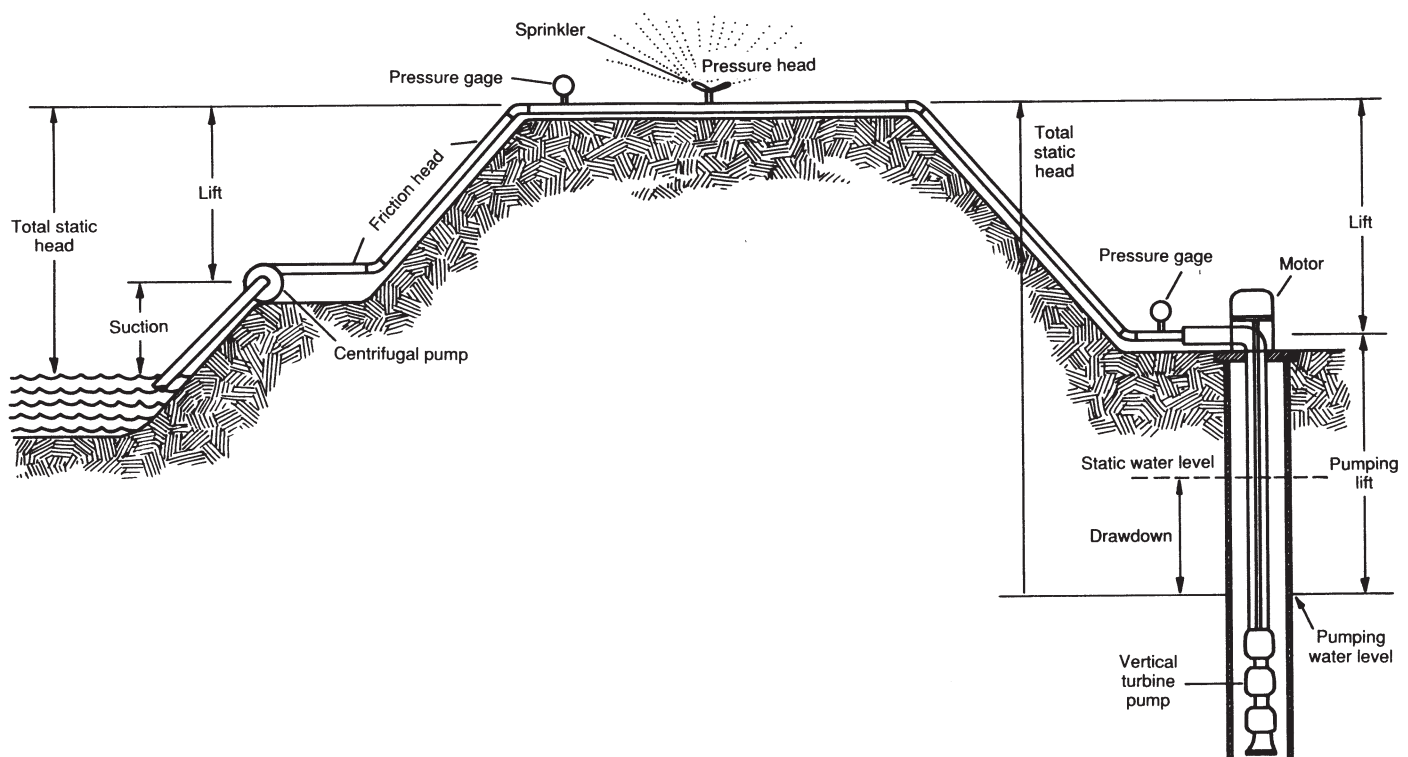 Sprinkler
Pressure gage
Pressure head
Total
static
head
Lift
Friction head
Lift
Total static
head
Pressure gage
Motor
Suction
Centrifugal pump
Static water level
Pumping
lift
Drawdown
Pumping
water level
Vertical
turbine
pump